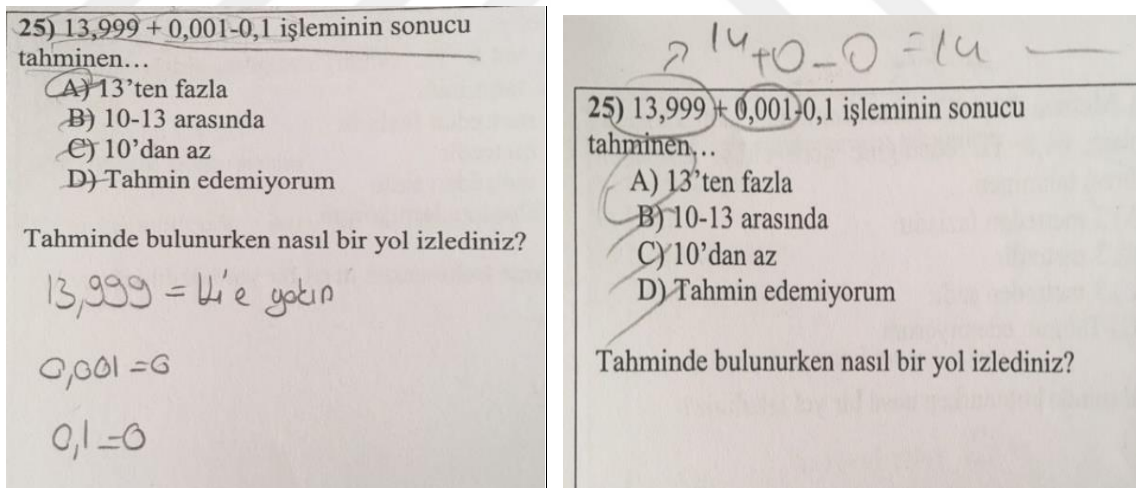 25) 13,999 + 0,001-0,1 işleminin sonucu
tahminen…
A) 13’ten fazla
B) 10-13 arasında
C) 10’dan az
D) Tahmin edemiyorum
Tahminde bulunurken nasıl bir yol izlediniz?
13,999 = 14'e yakın
0,001 =0
0,1 =0
14 +0 - 0 = 14
25) 13,999 + 0,001-0,1 işleminin sonucu
tahminen…
A) 13’ten fazla
B) 10-13 arasında
C) 10’dan az
D) Tahmin edemiyorum
Tahminde bulunurken nasıl bir yol izlediniz?